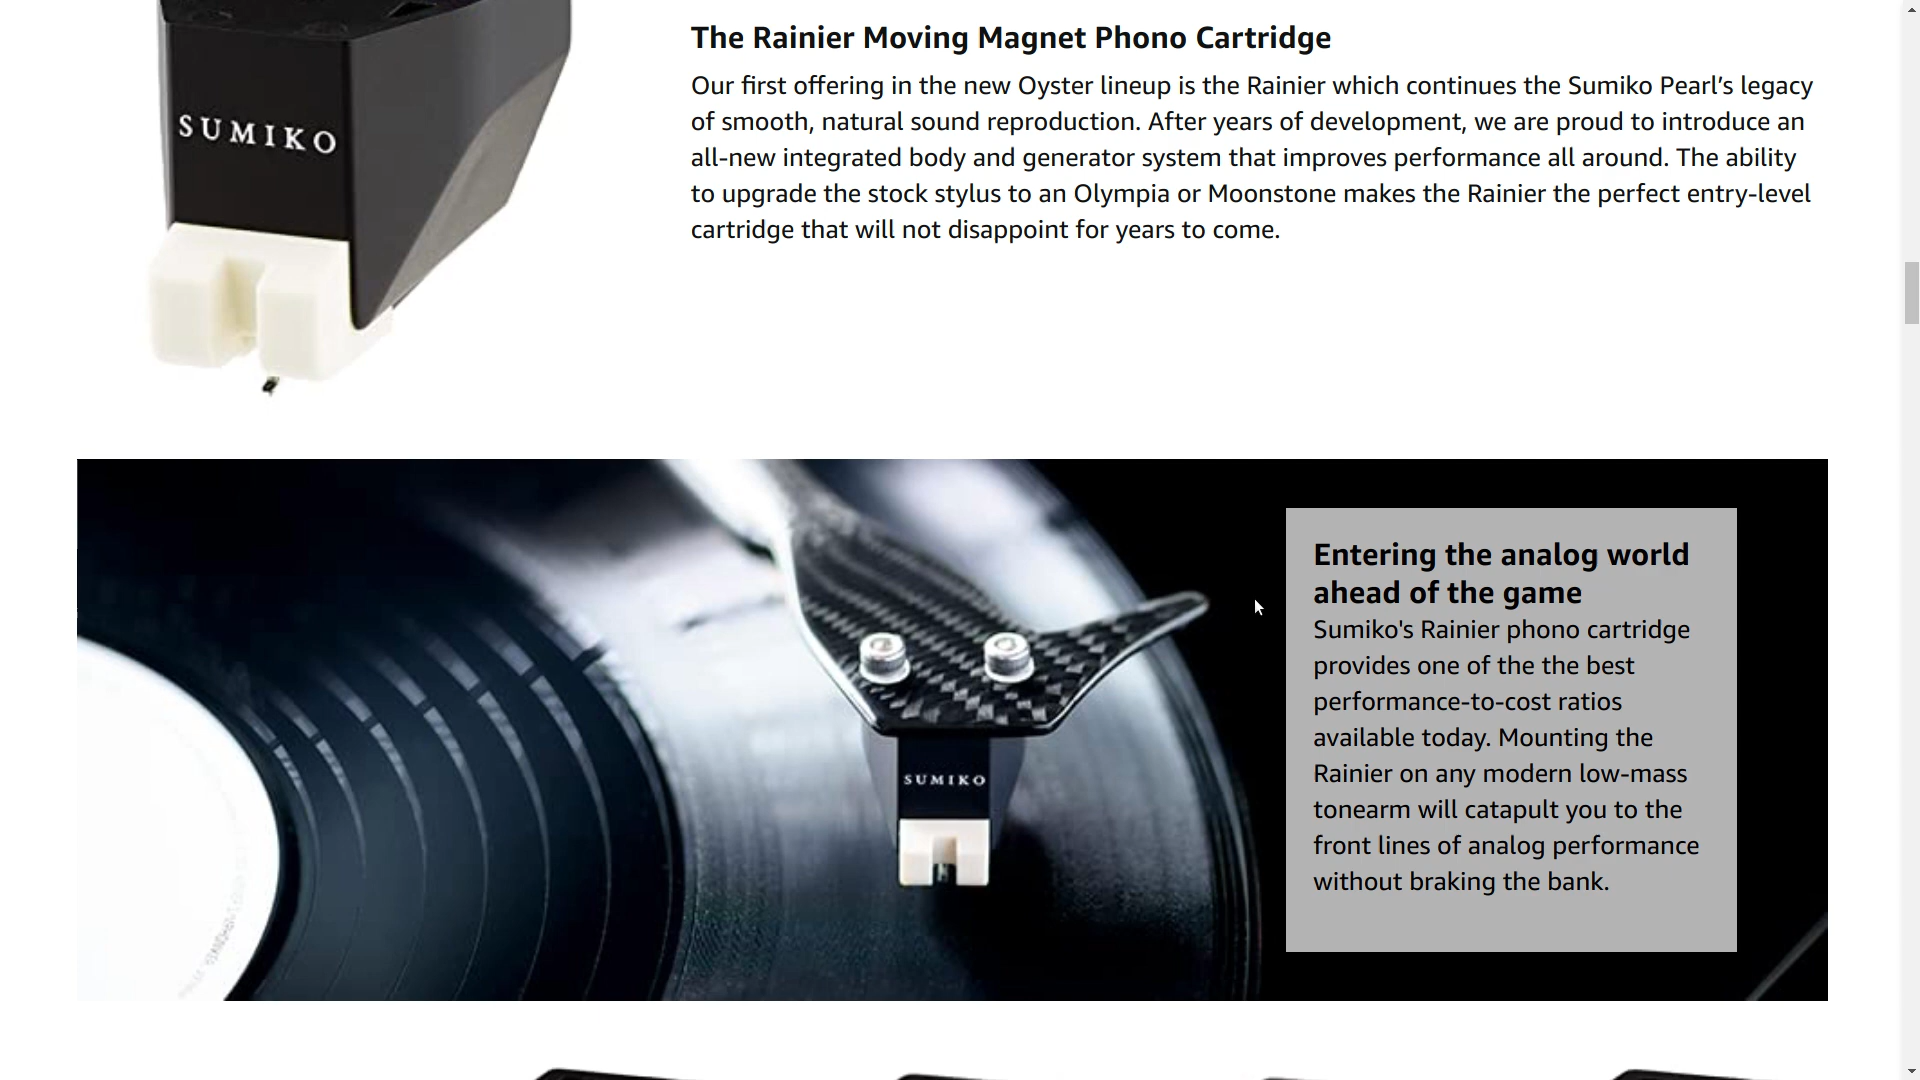 SUMIKO
The Rainier Moving Magnet Phono Cartridge
Our first offering in the new Oyster lineup is the Rainier which continues the Sumiko Pearl’s legacy
of smooth, natural sound reproduction. After years of development, we are proud to introduce an
all-new integrated body and generator system that improves performance all around. The ability
to upgrade the stock stylus to an Olympia or Moonstone makes the Rainier the perfect entry-level
cartridge that will not disappoint for years to come.
SUMIKO
Entering the analog world
ahead of the game
Sumiko's Rainier phono cartridge
provides one of the the best
performance-to-cost ratios
available today. Mounting the
Rainier on any modern low-mass
tonearm will catapult you to the
front lines of analog performance
without braking the bank.